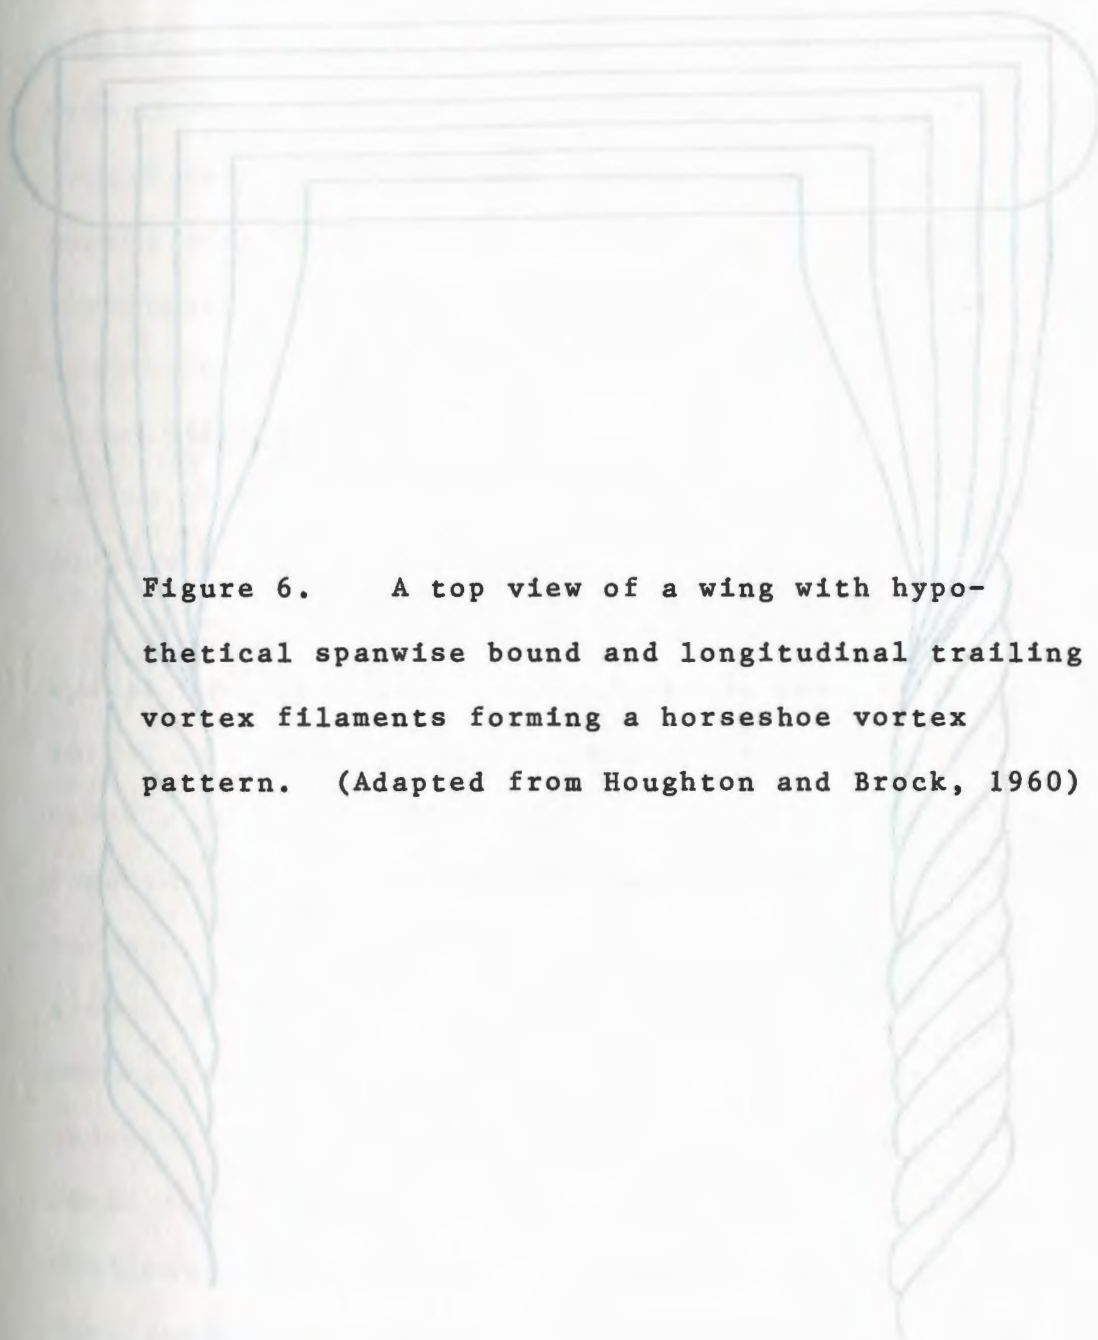 Figure 6. A top view of a wing with hypo-
thetical spanwise bound and longitudinal trailing
vortex filaments forming a horseshoe vortex
pattern. (Adapted from Houghton and Brock, 1960)